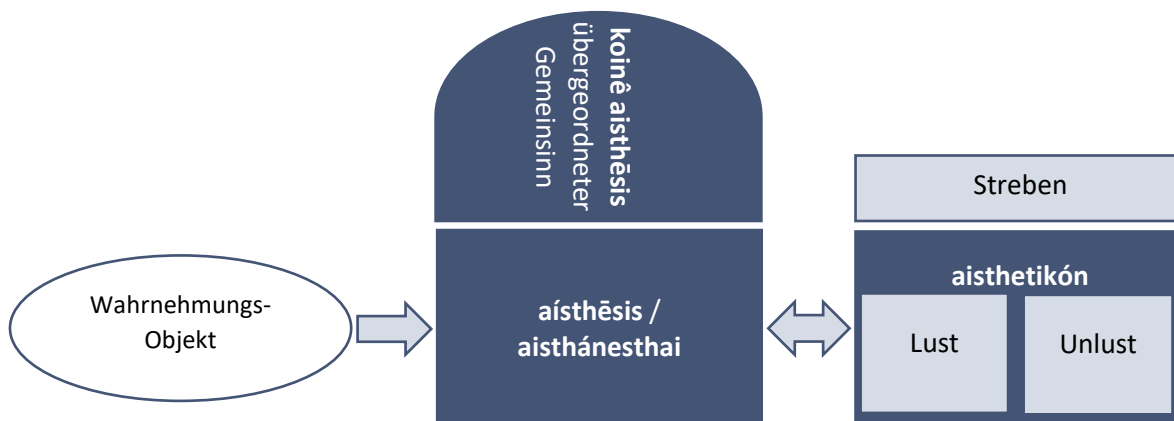 koinê aisthēsis
übergeordneter
Gemeinsinn
Streben
aisthetikón
Wahrnehmungs-
Objekt
aísthēsis /
aisthánesthai
Lust
Unlust